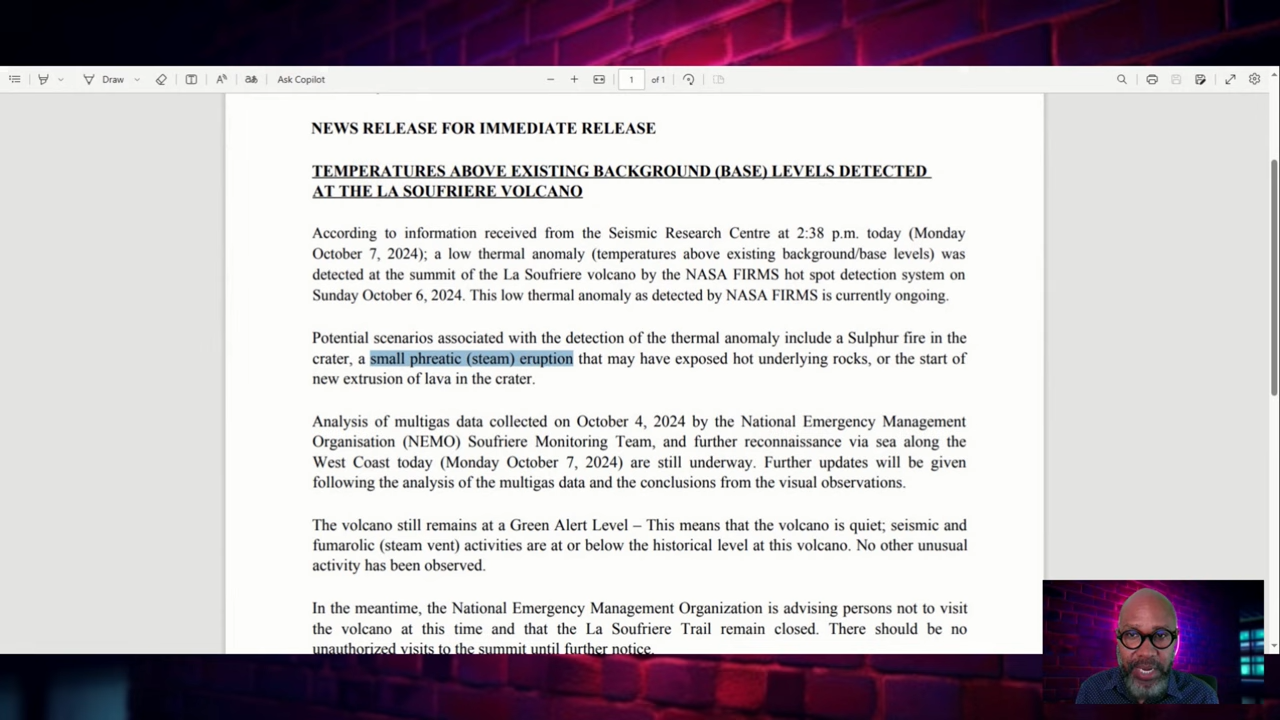 Draw
Ask Copilot
1 of 1
NEWS RELEASE FOR IMMEDIATE RELEASE
TEMPERATURES ABOVE EXISTING BACKGROUND (BASE) LEVELS DETECTED
AT THE LA SOUFRIERE VOLCANO
According to information received from the Seismic Research Centre at 2:38 p.m. today (Monday
October 7, 2024); a low thermal anomaly (temperatures above existing background/base levels) was
detected at the summit of the La Soufriere volcano by the NASA FIRMS hot spot detection system on
Sunday October 6, 2024. This low thermal anomaly as detected by NASA FIRMS is currently ongoing.
Potential scenarios associated with the detection of the thermal anomaly include a Sulphur fire in the
crater, a small phreatic (steam) eruption that may have exposed hot underlying rocks, or the start of
new extrusion of lava in the crater.
Analysis of multigas data collected on October 4, 2024 by the National Emergency Management
Organisation (NEMO) Soufriere Monitoring Team, and further reconnaissance via sea along the
West Coast today (Monday October 7, 2024) are still underway. Further updates will be given
following the analysis of the multigas data and the conclusions from the visual observations.
The volcano still remains at a Green Alert Level – This means that the volcano is quiet; seismic and
fumarolic (steam vent) activities are at or below the historical level at this volcano. No other unusual
activity has been observed.
In the meantime, the National Emergency Management Organization is advising persons not to visit
the volcano at this time and that the La Soufriere Trail remain closed. There should be no
unauthorized visits to the summit until further notice.